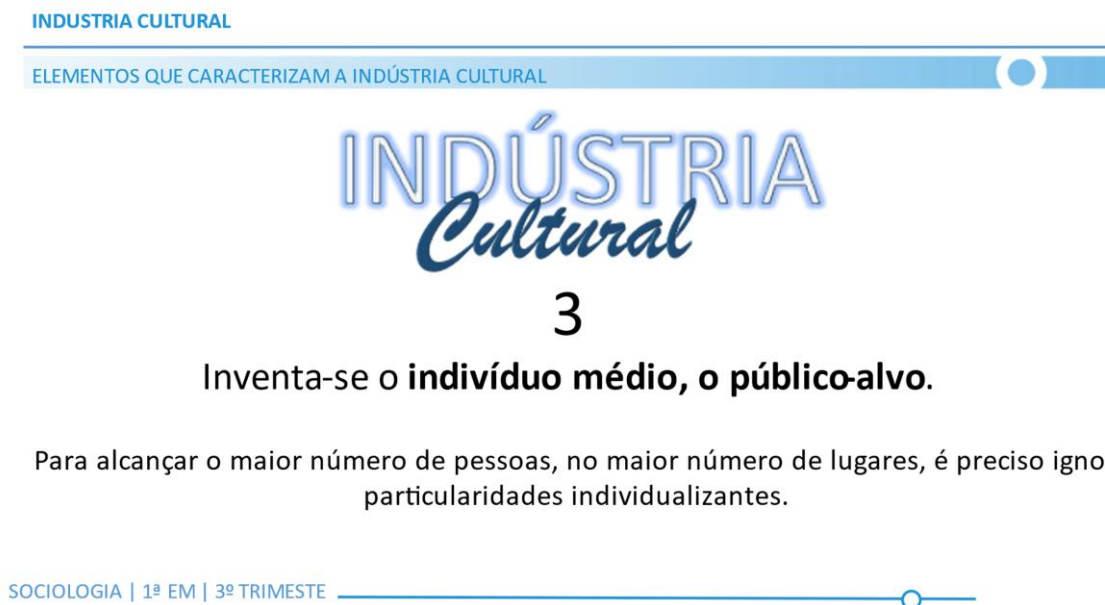 INDUSTRIA CULTURAL
ELEMENTOS QUE CARACTERIZAM A INDÚSTRIA CULTURAL
INDÚSTRIA
Cultural
3
Inventa-se o indivíduo médio, o público-alvo.
Para alcançar o maior número de pessoas, no maior número de lugares, é preciso igno
particularidades individualizantes.
SOCIOLOGIA | 1ª EM | 3º TRIMESTE